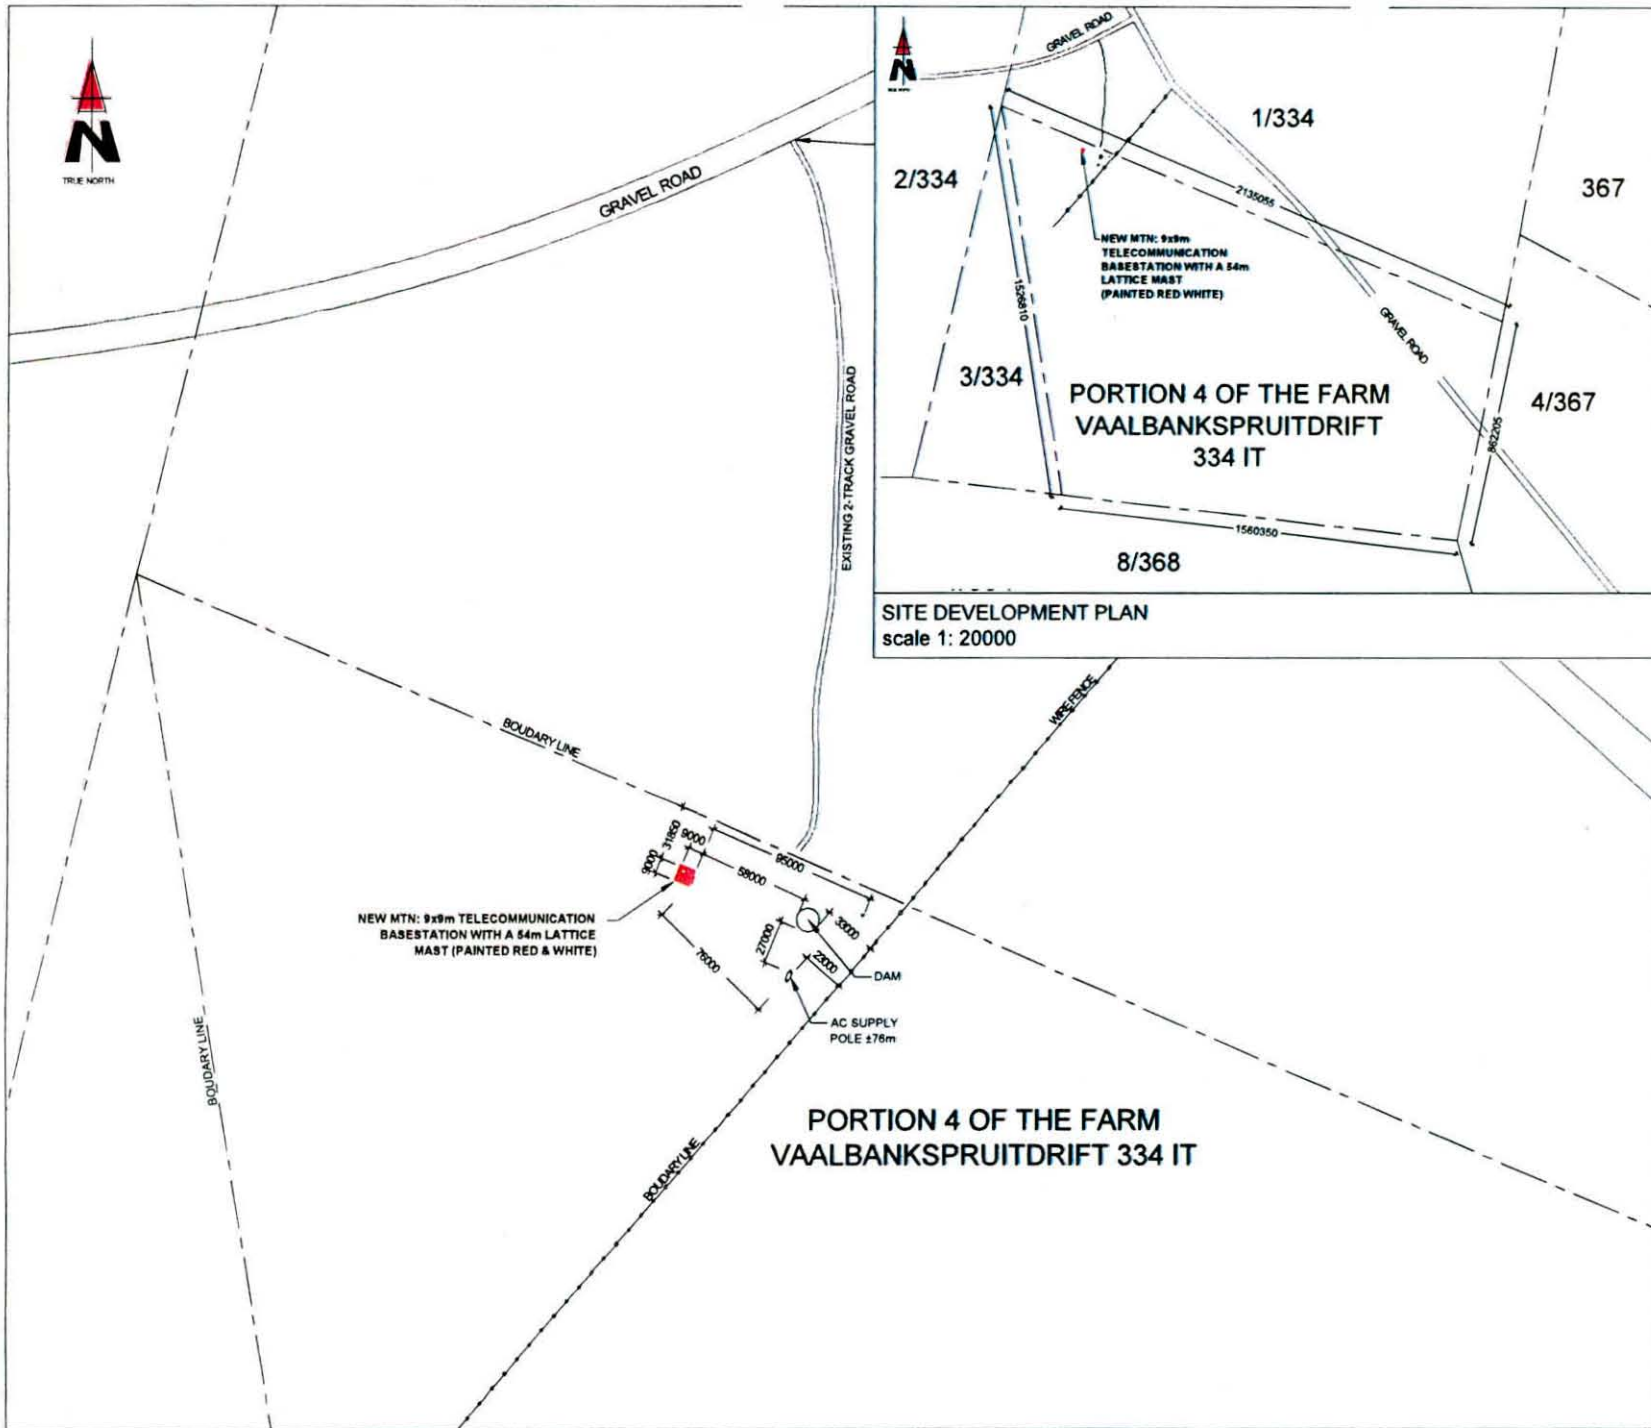 N
TRUE NORTH
GRAVEL ROAD
EXISTING 2-TRACK GRAVEL ROAD
BOUDARY LINE
31850
9000
9000
58000
95000
27000
33000
23000
76000
NEW MTN: 9x9m TELECOMMUNICATION
BASESTATION WITH A 54m LATTICE
MAST (PAINTED RED & WHITE)
DAM
AC SUPPLY
POLE ±76m
WIRE FENCE
BOUDARY LINE
BOUDARY LINE
PORTION 4 OF THE FARM
VAALBANKSPRUITDRIFT 334 IT
N
GRAVEL ROAD
1/334
2/334
367
2135055
NEW MTN: 9x9m
TELECOMMUNICATION
BASESTATION WITH A 54m
LATTICE MAST
(PAINTED RED WHITE)
1526810
GRAVEL ROAD
3/334
PORTION 4 OF THE FARM
VAALBANKSPRUITDRIFT
334 IT
4/367
862205
1560350
8/368
SITE DEVELOPMENT PLAN
scale 1: 20000